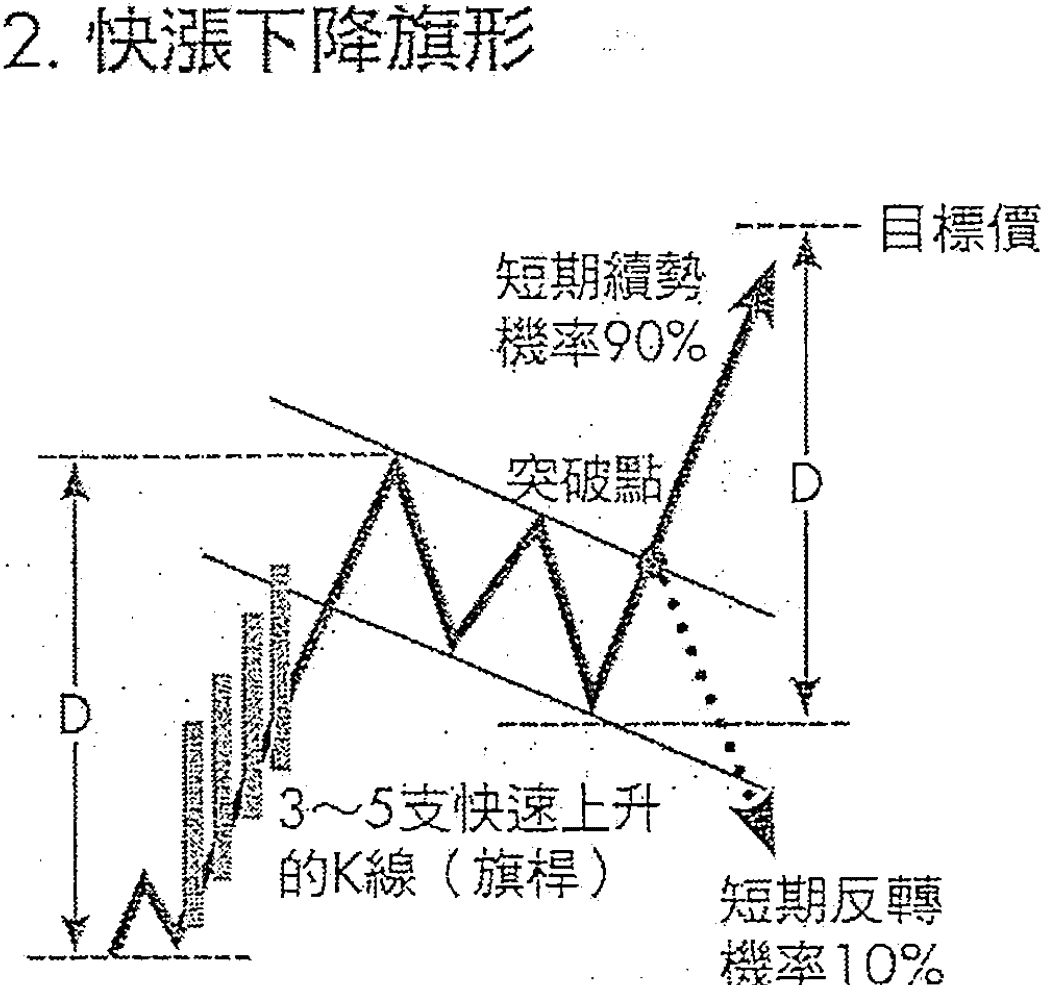 2. 快漲下降旗形
目標價
短期續勢
機率90%
突破點
D
D
3～5支快速上升
的K線（旗桿）
短期反轉
機率10%